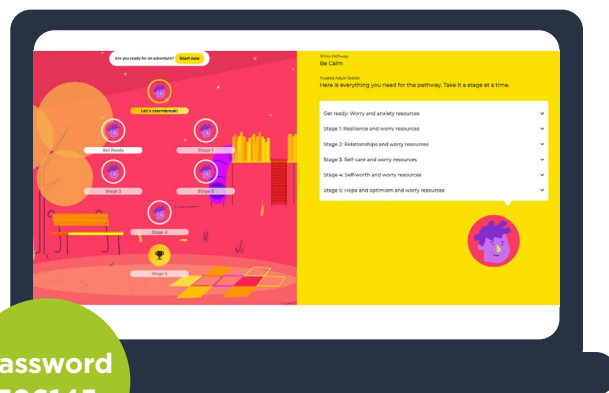 Are you ready for an adventure? Start now
Let's stormbreak!
Get Ready
Stage 1
Stage 2
Stage 3
Stage 4
Stage 5
Be Calm
Trusted Adult Toolkit
Here is everything you need for the pathway. Take it a stage at a time.
Get ready: Worry and anxiety resources
Stage 1: Resilience and worry resources
Stage 2: Relationships and worry resources
Stage 3: Self-care and worry resources
Stage 4: Self-worth and worry resources
Stage 5: Hope and optimism and worry resources
assword